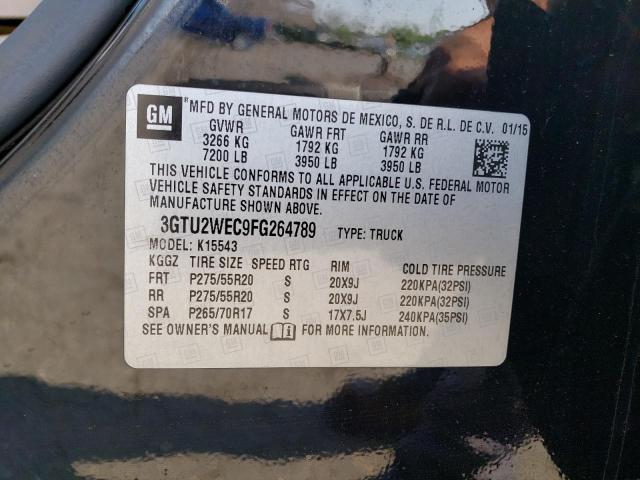 GM ®MFD BY GENERAL MOTORS DE MEXICO, S. DE R.L. DE C.V. 01/15
GVWR GAWR FRT GAWR RR
3266 KG 1792 KG 1792 KG
7200 LB 3950 LB 3950 LB
THIS VEHICLE CONFORMS TO ALL APPLICABLE U.S. FEDERAL MOTOR
VEHICLE SAFETY STANDARDS IN EFFECT ON THE DATE OF
MANUFACTURE SHOWN ABOVE.
3GTU2WEC9FG264789 TYPE: TRUCK
MODEL: K15543
KGGZ TIRE SIZE SPEED RTG RIM COLD TIRE PRESSURE
FRT P275/55R20 S 20X9J 220KPA(32PSI)
RR P275/55R20 S 20X9J 220KPA(32PSI)
SPA P265/70R17 S 17X7.5J 240KPA(35PSI)
SEE OWNER'S MANUAL FOR MORE INFORMATION.